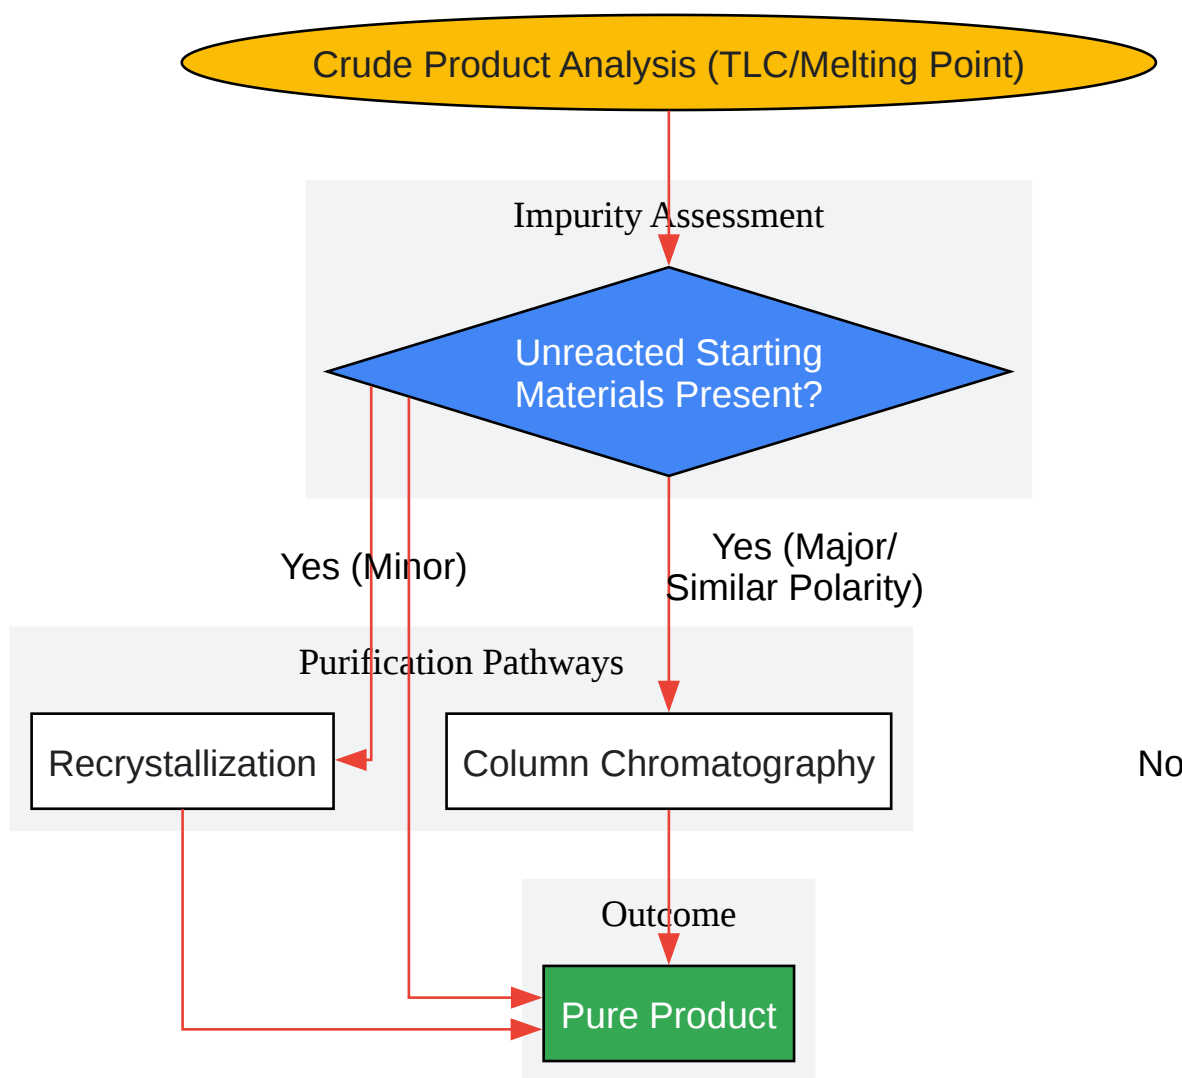 Crude Product Analysis (TLC/Melting Point)
Impurity Assessment
Unreacted Starting
Materials Present?
Yes (Minor)
Yes (Major/
Similar Polarity)
Purification Pathways
Recrystallization
Column Chromatography
No
Outcome
Pure Product